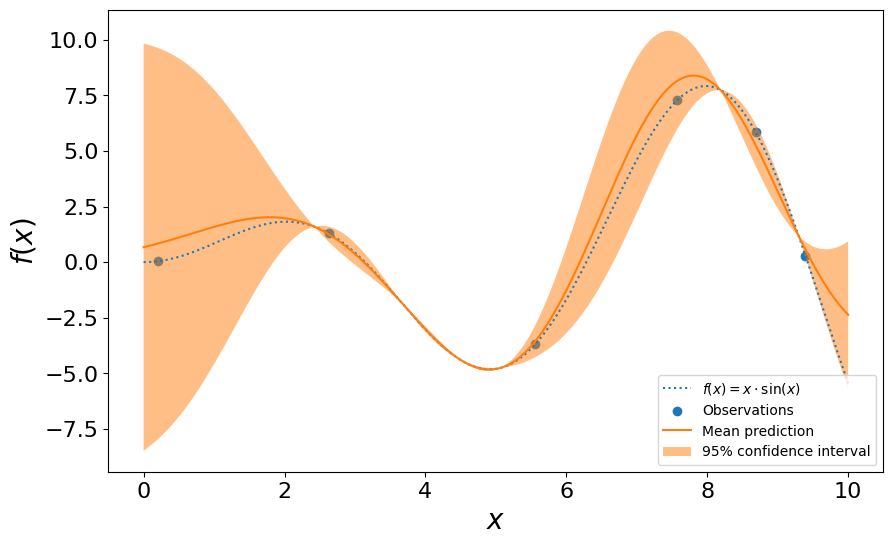 10.0
7.5
5.0
2.5
0.0
−2.5
−5.0
−7.5
f(x)
0 2 4 6 8 10
x
f(x) = x · sin(x)
Observations
Mean prediction
95% confidence interval